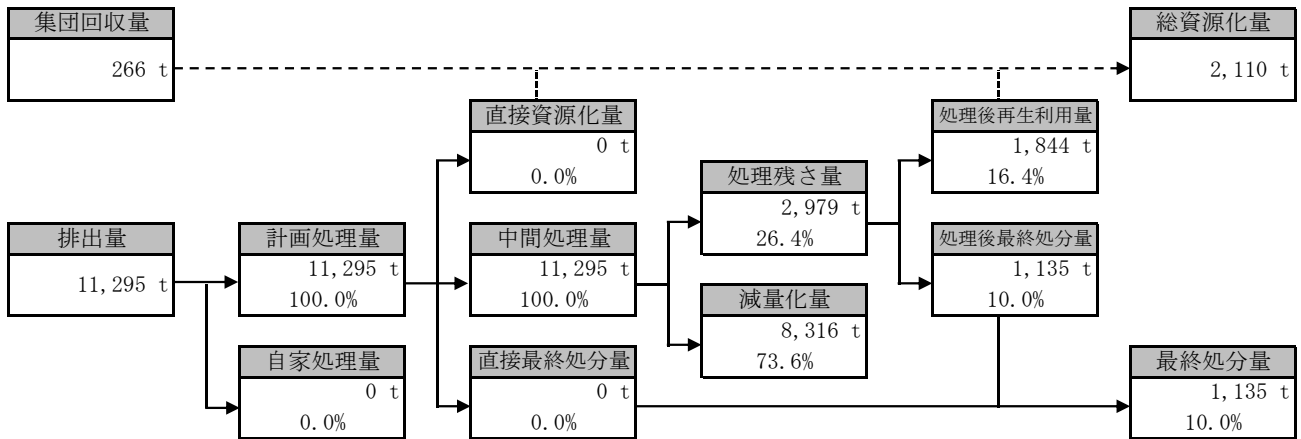 集団回収量
266 t
総資源化量
2,110 t
直接資源化量
0 t
0.0%
処理後再生利用量
1,844 t
16.4%
処理残さ量
2,979 t
26.4%
排出量
11,295 t
計画処理量
11,295 t
100.0%
中間処理量
11,295 t
100.0%
処理後最終処分量
1,135 t
10.0%
減量化量
8,316 t
73.6%
自家処理量
0 t
0.0%
直接最終処分量
0 t
0.0%
最終処分量
1,135 t
10.0%